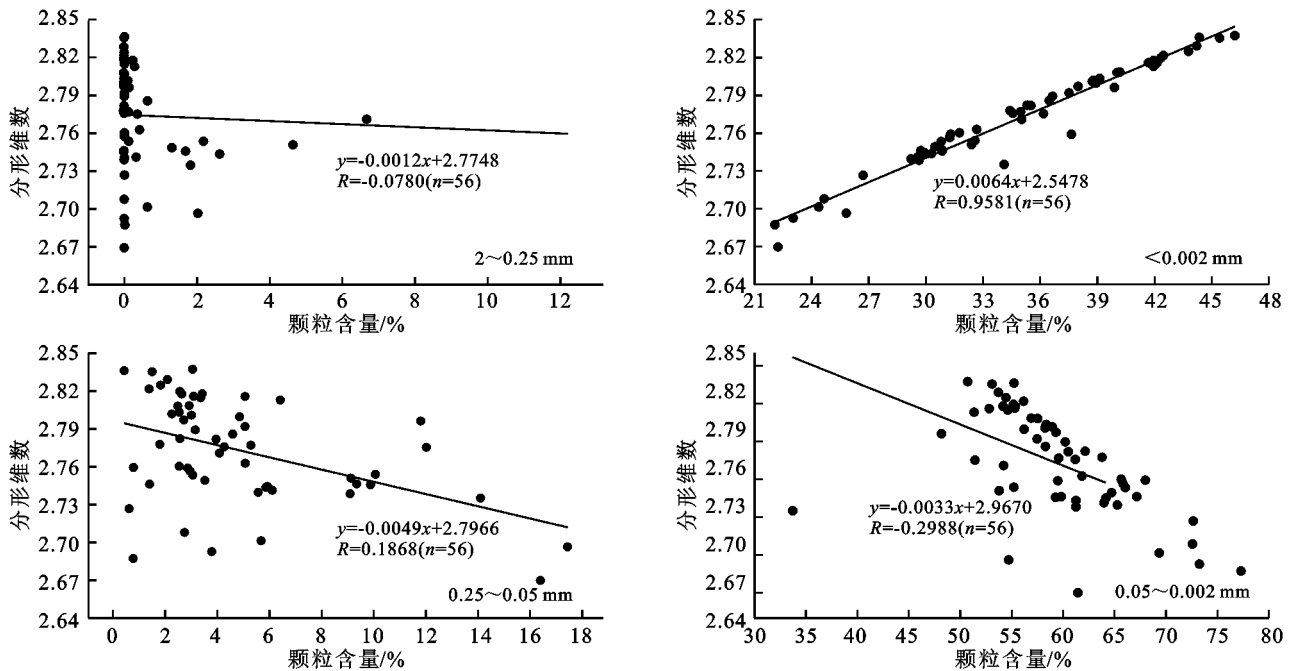 2.85
2.82
2.79
2.76
2.73
2.70
2.67
2.64
分形维数
y=-0.0012x+2.7748
R=-0.0780(n=56)
2～0.25 mm
0 2 4 6 8 10 12
颗粒含量/%
2.85
2.82
2.79
2.76
2.73
2.70
2.67
2.64
分形维数
y=0.0064x+2.5478
R=0.9581(n=56)
＜0.002 mm
21 24 27 30 33 36 39 42 45 48
颗粒含量/%
2.85
2.82
2.79
2.76
2.73
2.70
2.67
2.64
分形维数
y=-0.0049x+2.7966
R=0.1868(n=56)
0.25～0.05 mm
0 2 4 6 8 10 12 14 16 18
颗粒含量/%
2.85
2.82
2.79
2.76
2.73
2.70
2.67
2.64
分形维数
y=-0.0033x+2.9670
R=-0.2988(n=56)
0.05～0.002 mm
30 35 40 45 50 55 60 65 70 75 80
颗粒含量/%